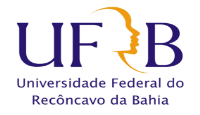 UFRB
Universidade Federal do
Recôncavo da Bahia